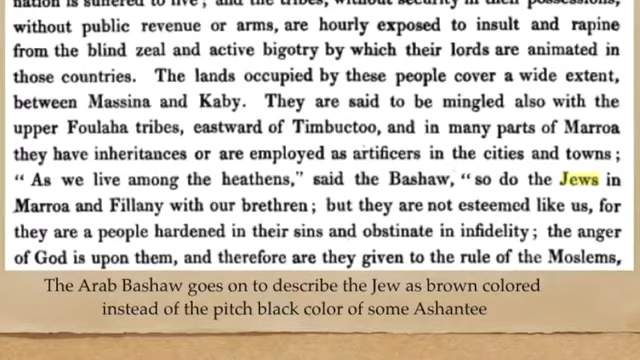 nation is suffered to live; and the tribes, without security in their possessions,
without public revenue or arms, are hourly exposed to insult and rapine
from the blind zeal and active bigotry by which their lords are animated in
those countries. The lands occupied by these people cover a wide extent,
between Massina and Kaby. They are said to be mingled also with the
upper Foulaha tribes, eastward of Timbuctoo, and in many parts of Marroa
they have inheritances or are employed as artificers in the cities and towns;
“ As we live among the heathens,” said the Bashaw, “ so do the Jews in
Marroa and Fillany with our brethren; but they are not esteemed like us, for
they are a people hardened in their sins and obstinate in infidelity; the anger
of God is upon them, and therefore are they given to the rule of the Moslems,
The Arab Bashaw goes on to describe the Jew as brown colored
instead of the pitch black color of some Ashantee